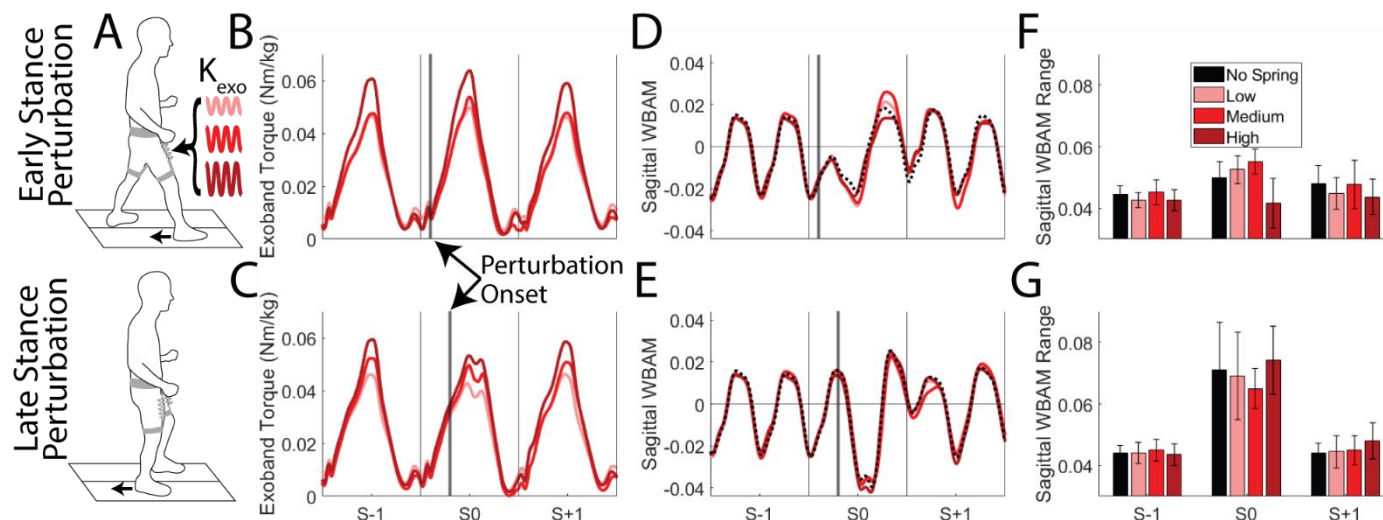 A
B
D
F
Early Stance
Perturbation
K
exo
Exoband Torque (Nm/kg)
0.06
0.04
0.02
0
Sagittal WBAM
0.04
0.02
0
-0.02
-0.04
Sagittal WBAM Range
0.08
0.06
0.04
No Spring
Low
Medium
High
Perturbation
Onset
Late Stance
Perturbation
C
E
G
Exoband Torque (Nm/kg)
0.06
0.04
0.02
0
S-1
S0
S+1
Sagittal WBAM
0.04
0.02
0
-0.02
-0.04
S-1
S0
S+1
Sagittal WBAM Range
0.08
0.06
0.04
S-1
S0
S+1